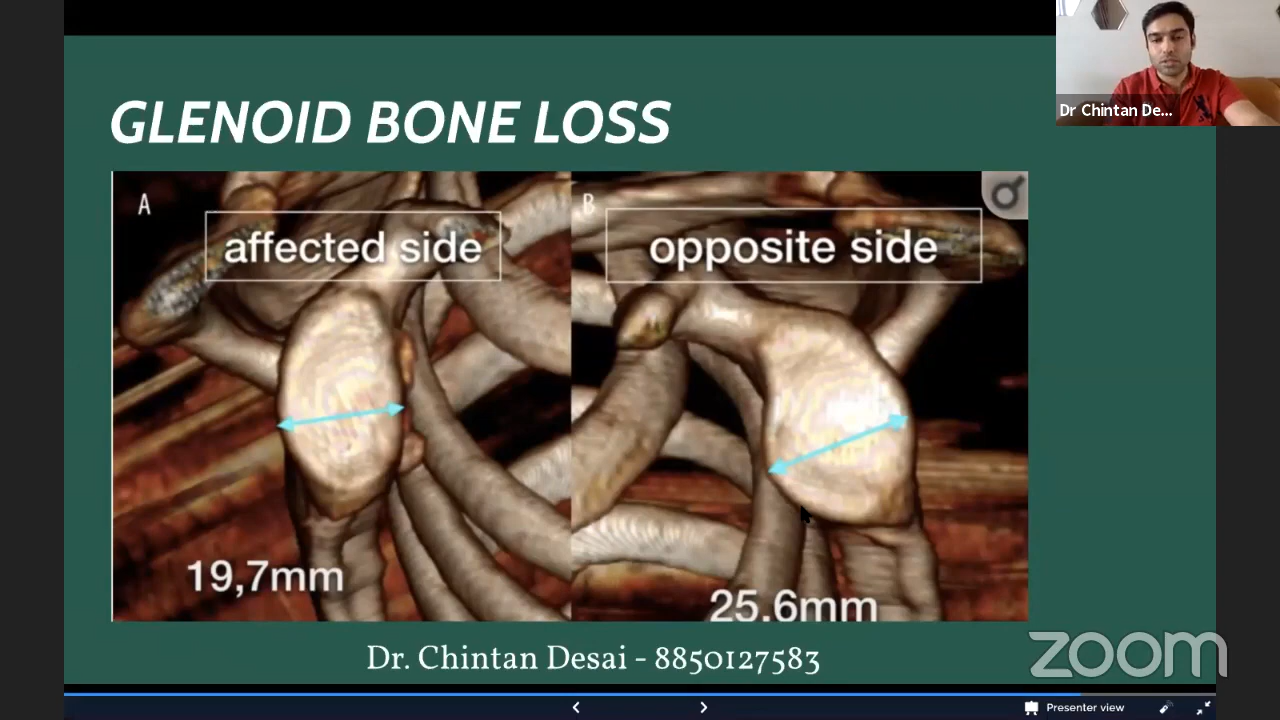 Dr Chintan De...
GLENOID BONE LOSS
A
affected side
B
opposite side
19,7mm
25,6mm
Dr. Chintan Desai - 8850127583
zoom
Presenter view